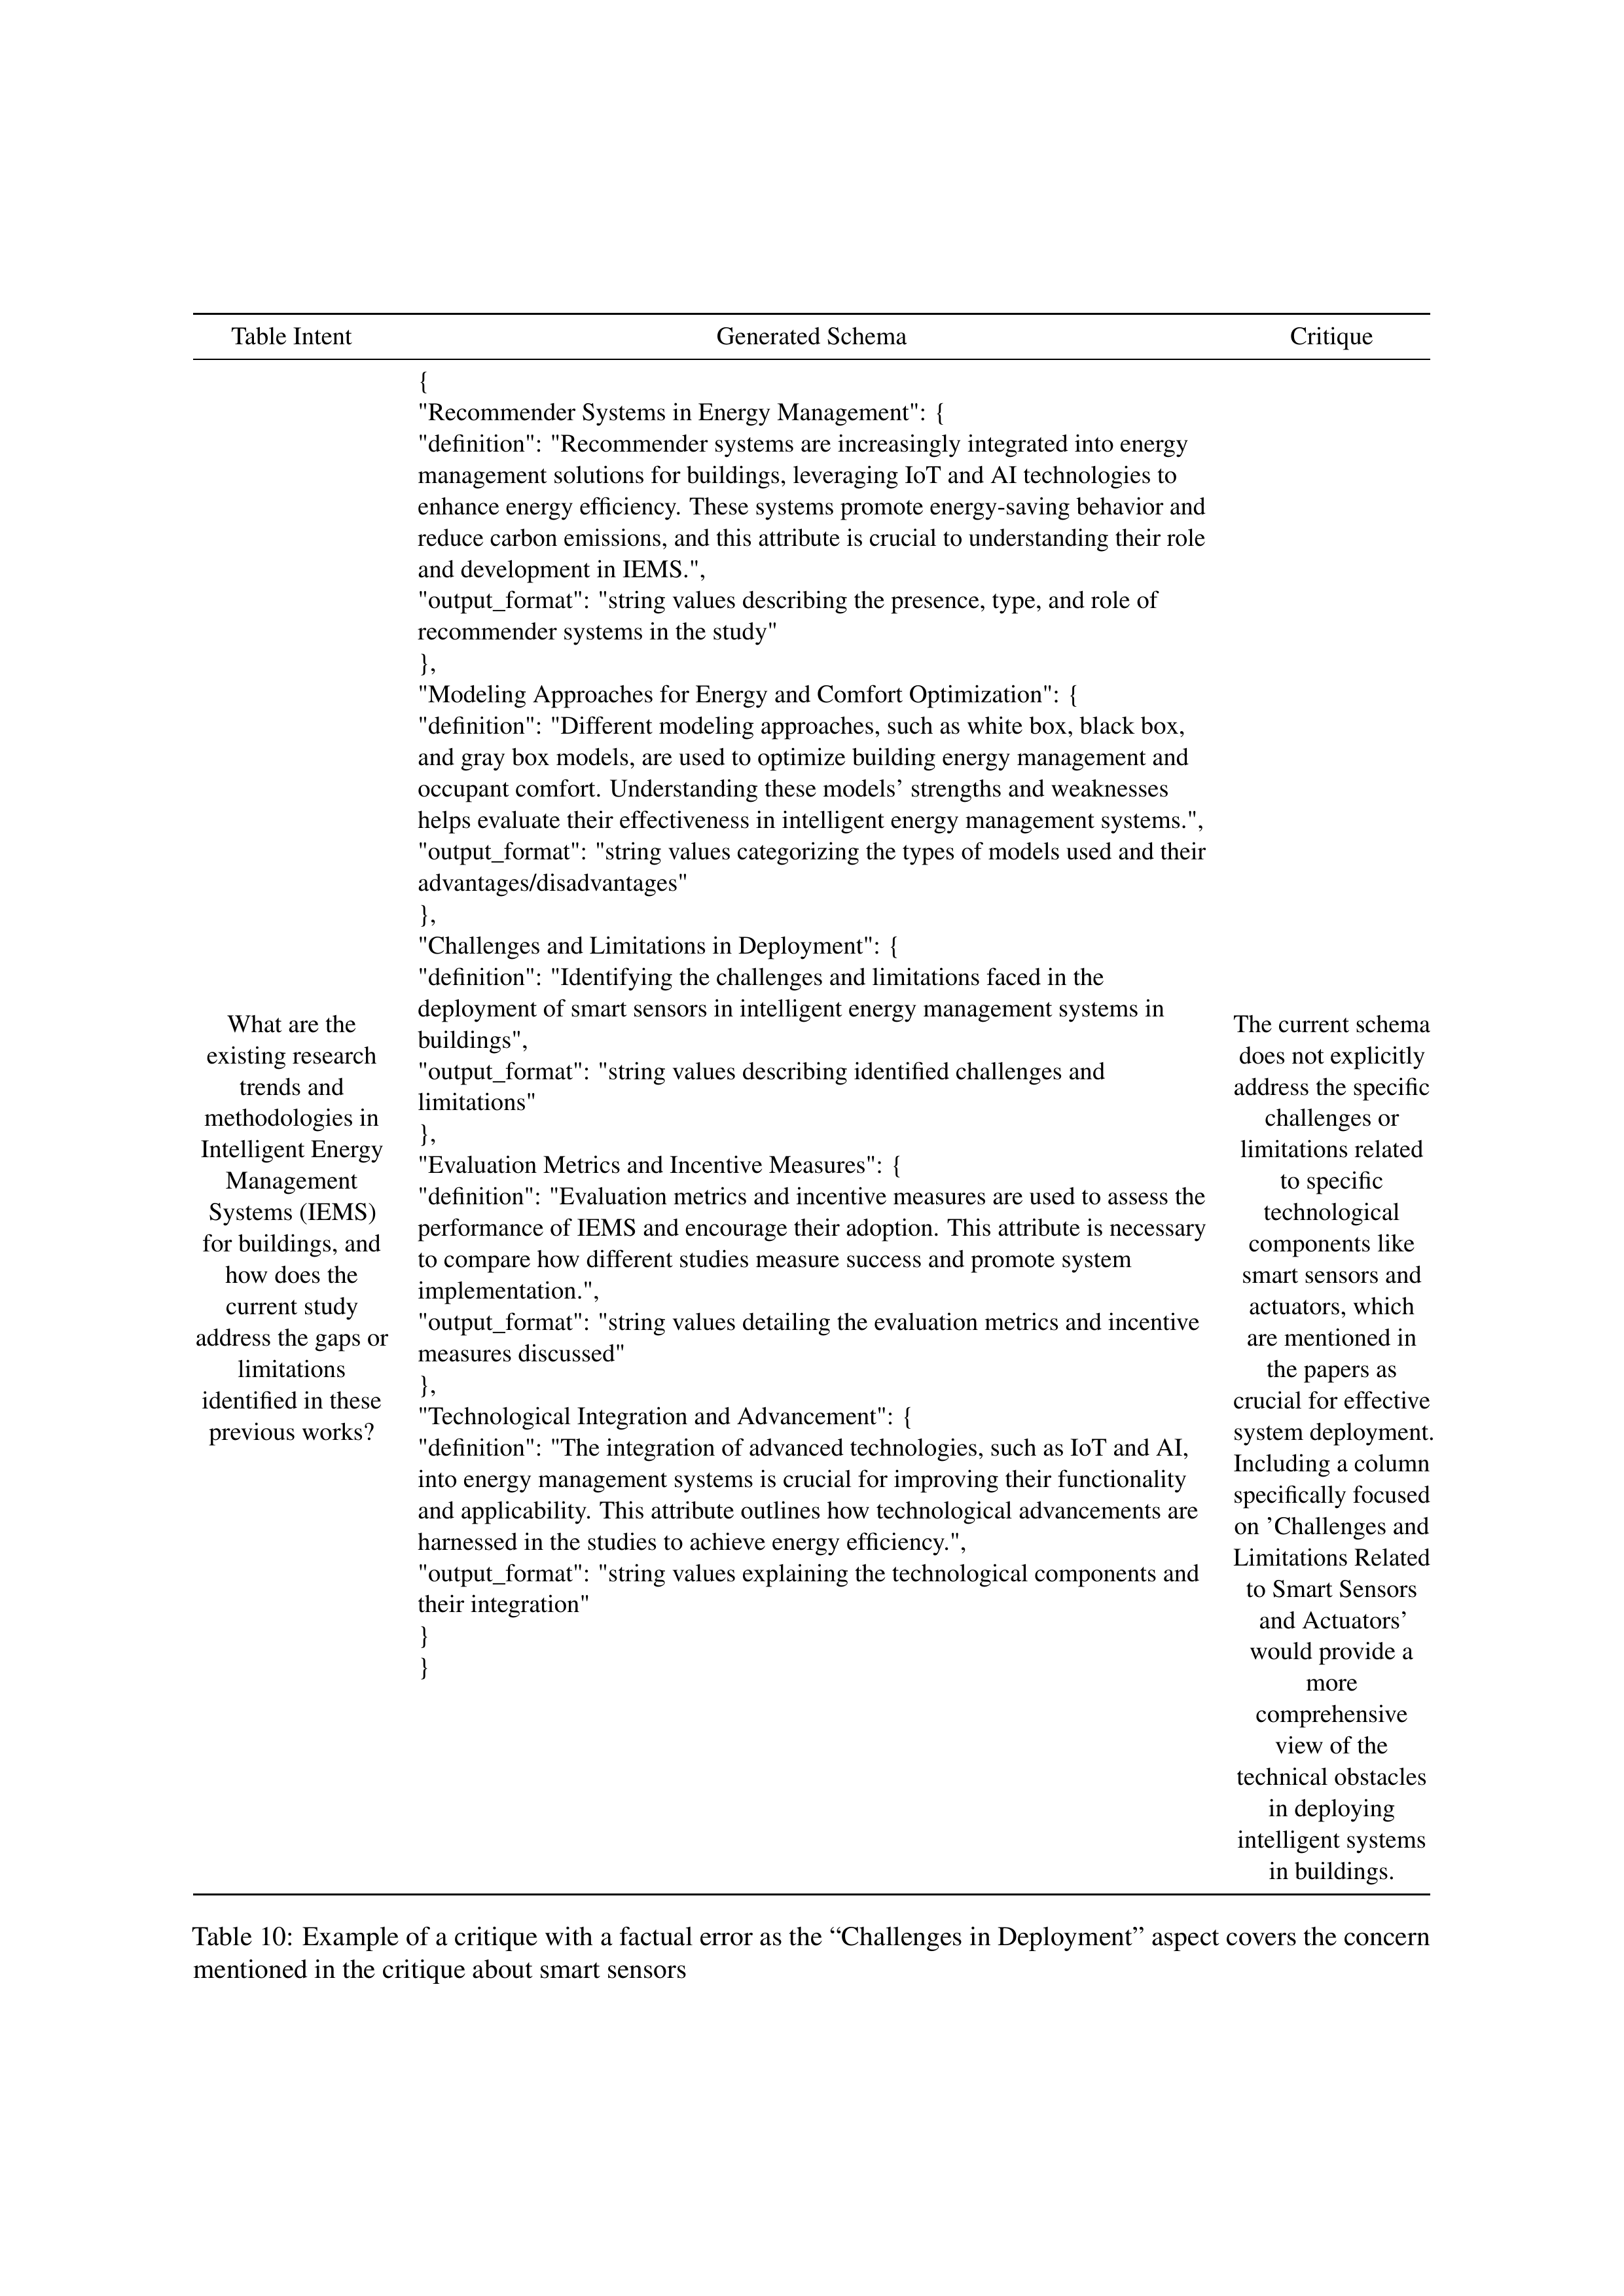 Table Intent
Generated Schema
Critique
What are the
existing research
trends and
methodologies in
Intelligent Energy
Management
Systems (IEMS)
for buildings, and
how does the
current study
address the gaps or
limitations
identified in these
previous works?
{
"Recommender Systems in Energy Management": {
"definition": "Recommender systems are increasingly integrated into energy
management solutions for buildings, leveraging IoT and AI technologies to
enhance energy efficiency. These systems promote energy-saving behavior and
reduce carbon emissions, and this attribute is crucial to understanding their role
and development in IEMS.",
"output_format": "string values describing the presence, type, and role of
recommender systems in the study"
},
"Modeling Approaches for Energy and Comfort Optimization": {
"definition": "Different modeling approaches, such as white box, black box,
and gray box models, are used to optimize building energy management and
occupant comfort. Understanding these models’ strengths and weaknesses
helps evaluate their effectiveness in intelligent energy management systems.",
"output_format": "string values categorizing the types of models used and their
advantages/disadvantages"
},
"Challenges and Limitations in Deployment": {
"definition": "Identifying the challenges and limitations faced in the
deployment of smart sensors in intelligent energy management systems in
buildings",
"output_format": "string values describing identified challenges and
limitations"
},
"Evaluation Metrics and Incentive Measures": {
"definition": "Evaluation metrics and incentive measures are used to assess the
performance of IEMS and encourage their adoption. This attribute is necessary
to compare how different studies measure success and promote system
implementation.",
"output_format": "string values detailing the evaluation metrics and incentive
measures discussed"
},
"Technological Integration and Advancement": {
"definition": "The integration of advanced technologies, such as IoT and AI,
into energy management systems is crucial for improving their functionality
and applicability. This attribute outlines how technological advancements are
harnessed in the studies to achieve energy efficiency.",
"output_format": "string values explaining the technological components and
their integration"
}
}
The current schema
does not explicitly
address the specific
challenges or
limitations related
to specific
technological
components like
smart sensors and
actuators, which
are mentioned in
the papers as
crucial for effective
system deployment.
Including a column
specifically focused
on ’Challenges and
Limitations Related
to Smart Sensors
and Actuators’
would provide a
more
comprehensive
view of the
technical obstacles
in deploying
intelligent systems
in buildings.
Table 10: Example of a critique with a factual error as the “Challenges in Deployment” aspect covers the concern
mentioned in the critique about smart sensors